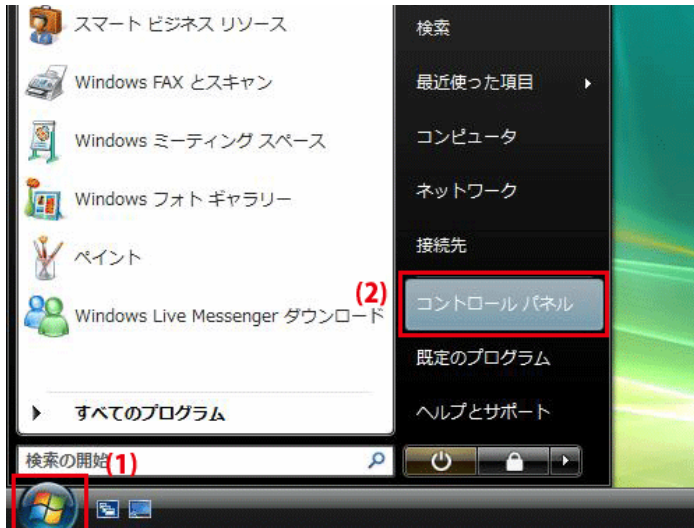 スマート ビジネス リソース
Windows FAX とスキャン
Windows ミーティング スペース
Windows フォト ギャラリー
ペイント
Windows Live Messenger ダウンロード
すべてのプログラム
検索の開始
(1)
検索
最近使った項目
コンピュータ
ネットワーク
接続先
(2)
コントロール パネル
既定のプログラム
ヘルプとサポート